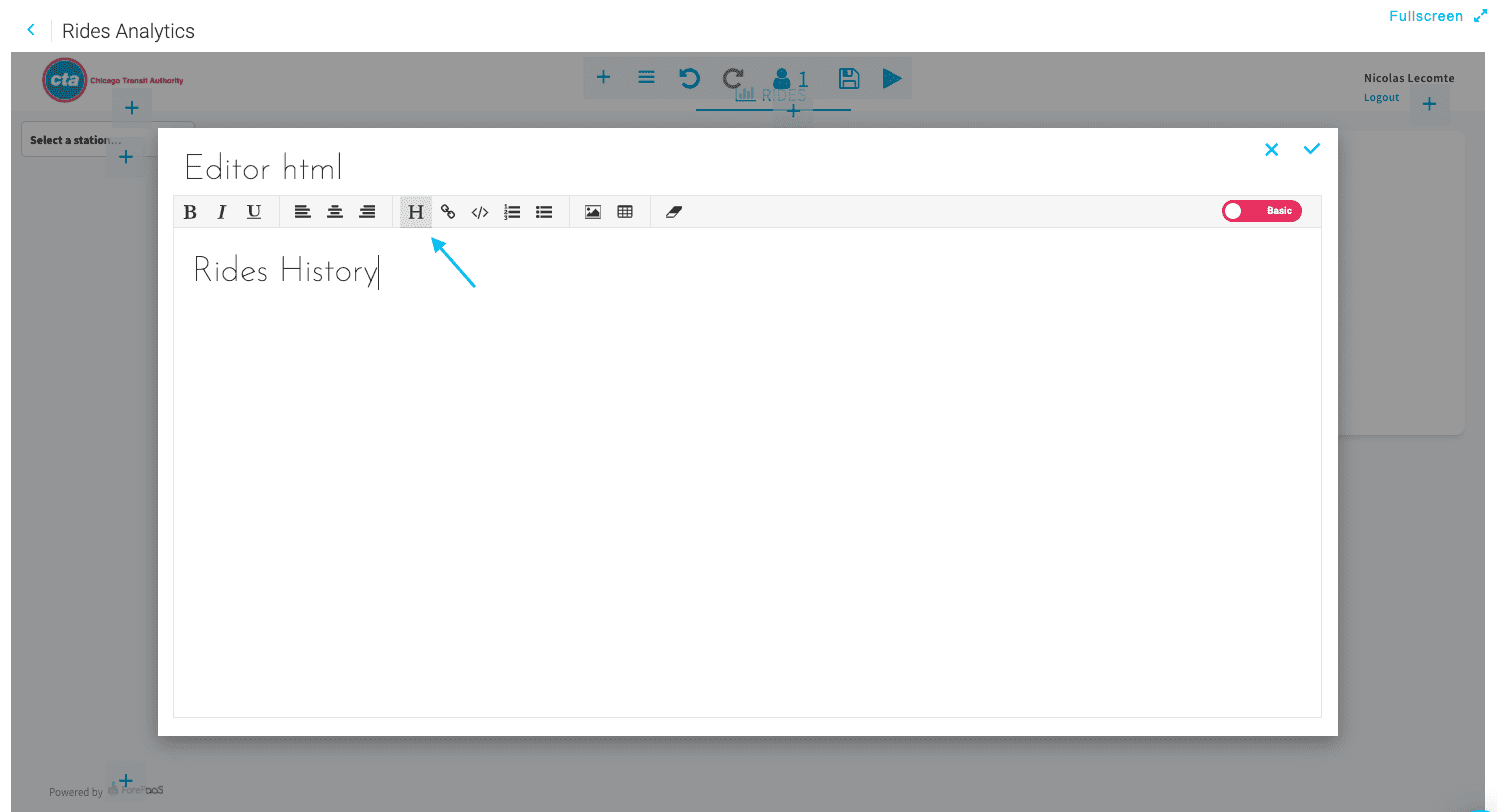 Fullscreen
Rides Analytics
cta Chicago Transit Authority
1
RIDES
Nicolas Lecomte
Logout
Select a station...
Editor html
B I U H </> Basic
Rides History
Powered by ForePaaS